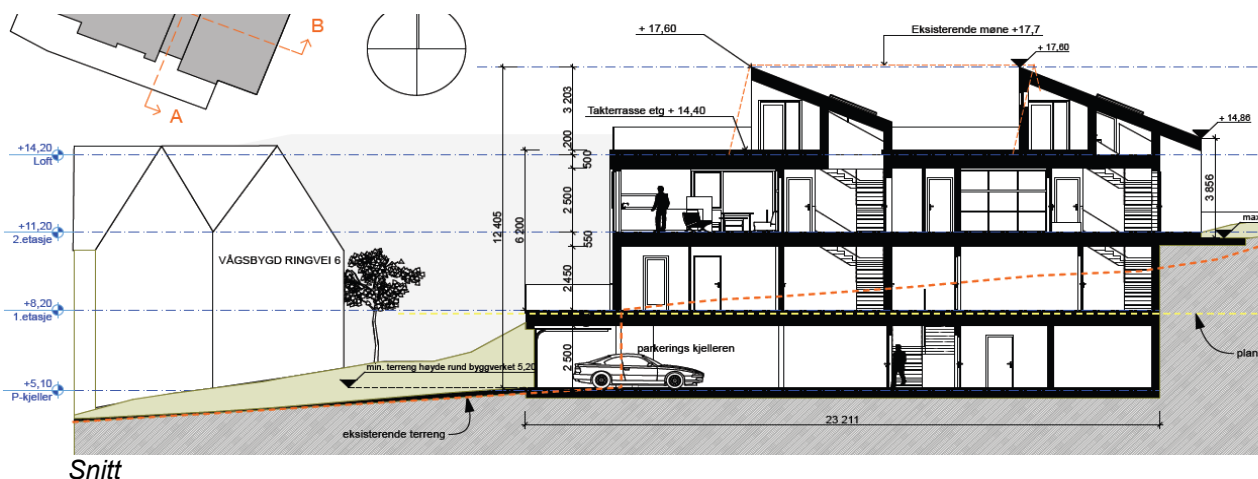 B
A
+ 17,60
Eksisterende møne +17,7
+ 17,60
3 203
Takterrasse etg + 14,40
+ 14,86
+14,20
Loft
200
500
2 500
3 856
12 405
6 200
+11,20
2.etasje
550
max
VÅGSBYGD RINGVEI 6
2 450
+8,20
1.etasje
parkerings kjelleren
plan
2 500
min. terreng høyde rund byggverket 5,20
+5,10
P-kjeller
23 211
eksisterende terreng
Snitt